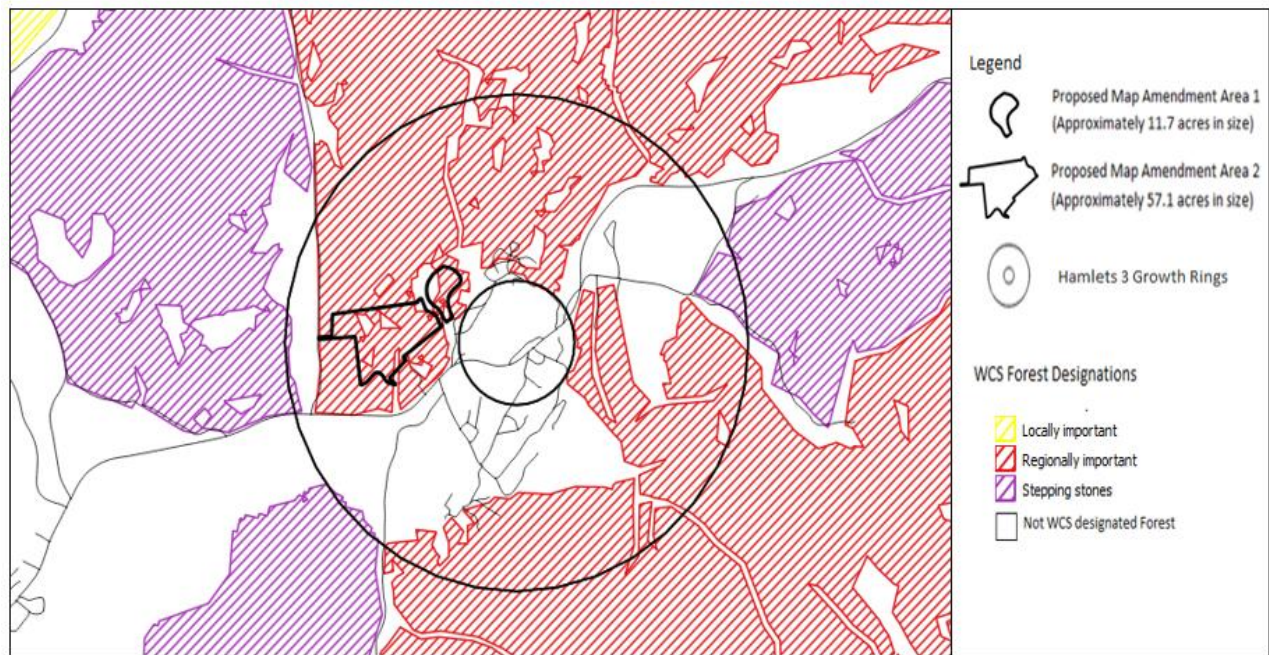 Legend
Proposed Map Amendment Area 1
(Approximately 11.7 acres in size)
Proposed Map Amendment Area 2
(Approximately 57.1 acres in size)
Hamlets 3 Growth Rings
WCS Forest Designations
Locally important
Regionally important
Stepping stones
Not WCS designated Forest